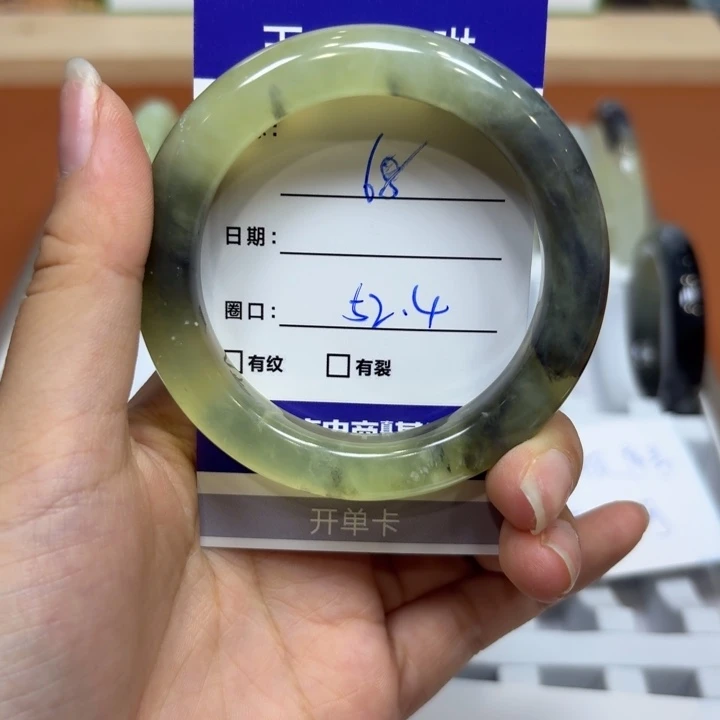 68
日期：
圈口： 52.4
□有纹 □有裂
开单卡